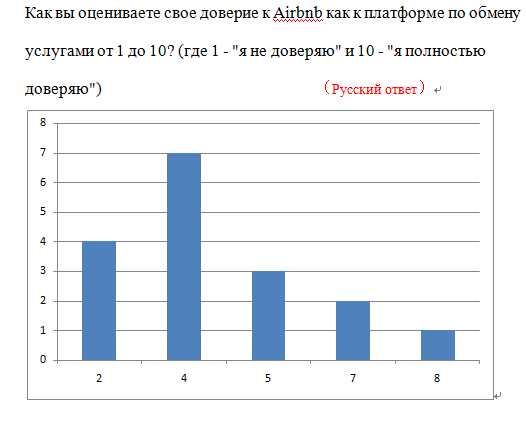 Как вы оцениваете свое доверие к Airbnb как к платформе по обмену
услугами от 1 до 10? (где 1 - "я не доверяю" и 10 - "я полностью
доверяю") （Русский ответ）
8
7
6
5
4
3
2
1
0
2 4 5 7 8